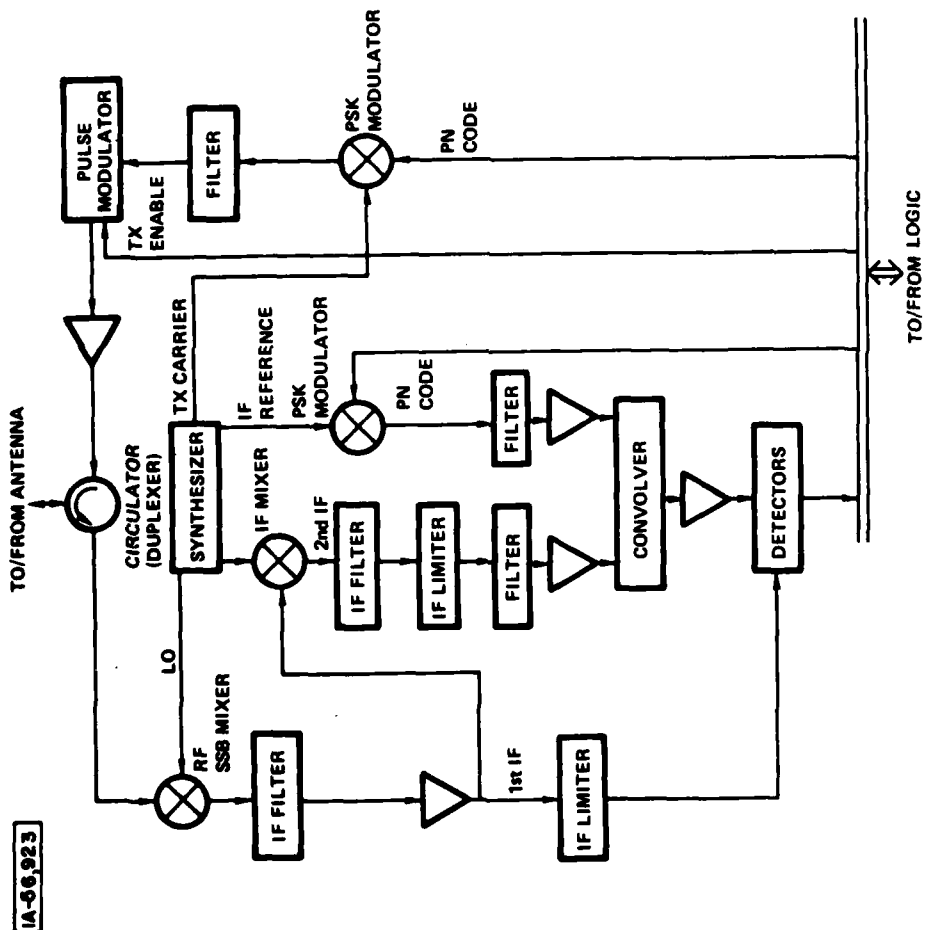 IA-66,923
TO/FROM ANTENNA
CIRCULATOR
(DUPLEXER)
PULSE
MODULATOR
TX
ENABLE
FILTER
PSK
MODULATOR
PN
CODE
LO
SYNTHESIZER
TX CARRIER
IF
REFERENCE
PSK
MODULATOR
PN
CODE
RF
SSB MIXER
IF MIXER
2nd IF
IF FILTER
IF FILTER
IF LIMITER
FILTER
FILTER
1st IF
IF LIMITER
CONVOLVER
DETECTORS
TO/FROM LOGIC